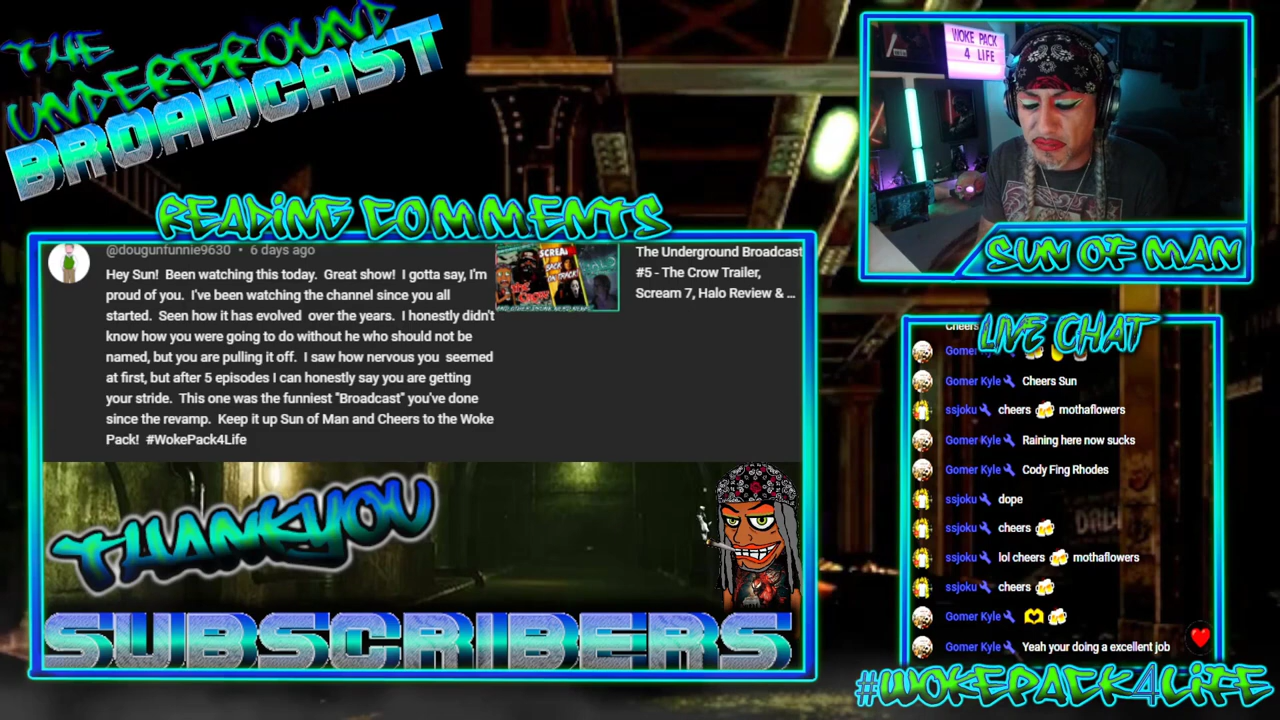 THE
UNDERGROUND
BROADCAST
WOKE PACK
4 LIFE
READING COMMENTS
SUN OF MAN
@dougunfunnie9630 • 6 days ago
Hey Sun! Been watching this today. Great show! I gotta say, I'm
proud of you. I've been watching the channel since you all
started. Seen how it has evolved over the years. I honestly didn't
know how you were going to do without he who should not be
named, but you are pulling it off. I saw how nervous you seemed
at first, but after 5 episodes I can honestly say you are getting
your stride. This one was the funniest "Broadcast" you've done
since the revamp. Keep it up Sun of Man and Cheers to the Woke
Pack! #WokePack4Life
The Underground Broadcast
#5 - The Crow Trailer,
Scream 7, Halo Review & ...
THANKYOU
SUBSCRIBERS
LIVE CHAT
Cheers
Gomer Kyle
Gomer Kyle Cheers Sun
ssjoku cheers 🍻 mothaflowers
Gomer Kyle Raining here now sucks
Gomer Kyle Cody Fing Rhodes
ssjoku dope
ssjoku cheers 🍻
ssjoku lol cheers 🍻 mothaflowers
ssjoku cheers 🍻
Gomer Kyle 🫶 🍻
Gomer Kyle Yeah your doing a excellent job
#WOKEPACK4LIFE